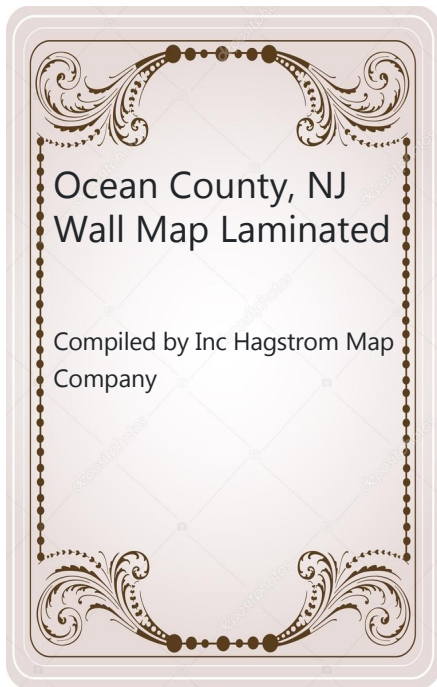 Ocean County, NJ
Wall Map Laminated
Compiled by Inc Hagstrom Map
Company